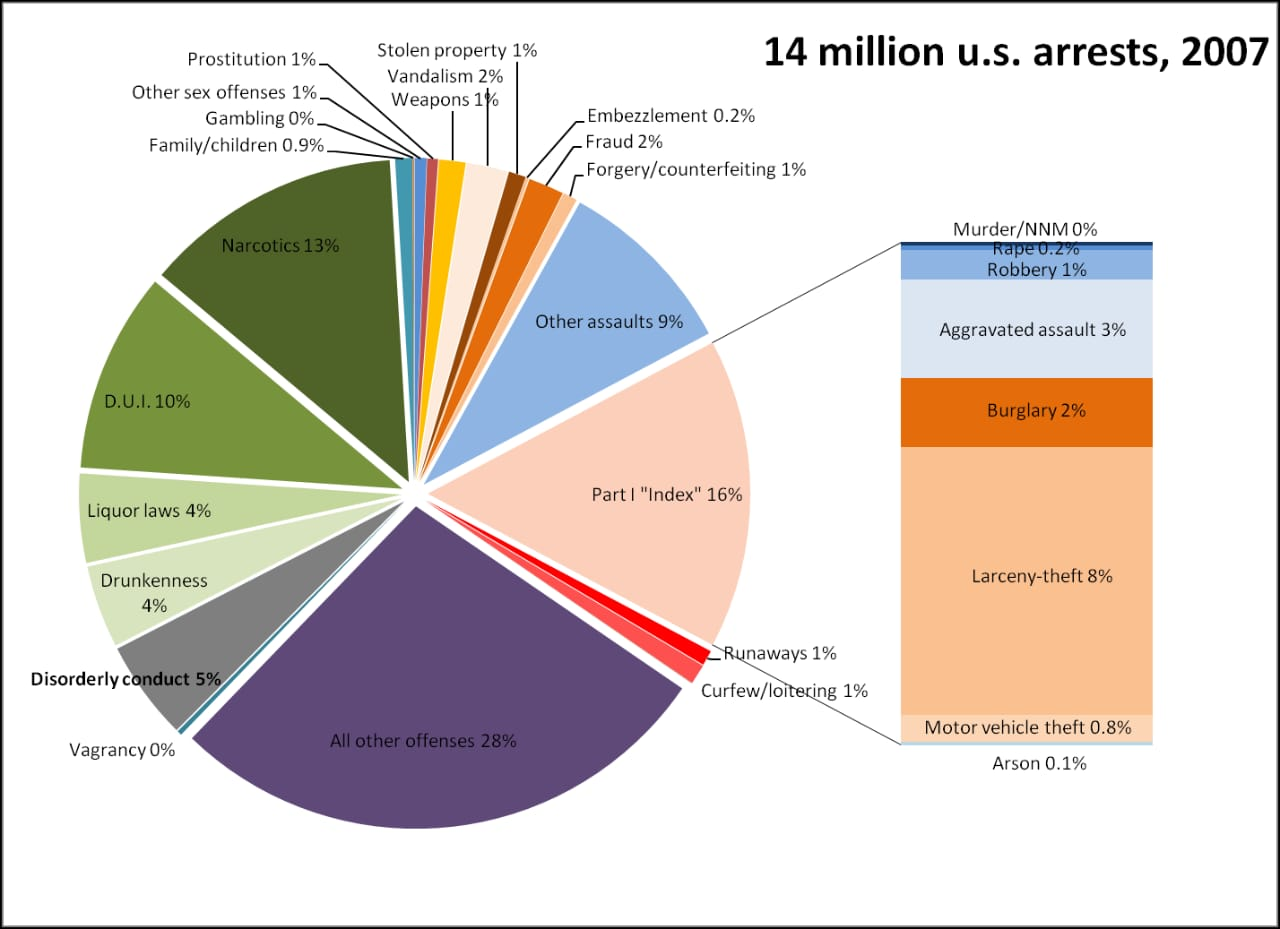 14 million u.s. arrests, 2007
Stolen property 1%
Prostitution 1%
Vandalism 2%
Other sex offenses 1%
Weapons 1%
Gambling 0%
Embezzlement 0.2%
Family/children 0.9%
Fraud 2%
Forgery/counterfeiting 1%
Narcotics 13%
Other assaults 9%
D.U.I. 10%
Part I "Index" 16%
Liquor laws 4%
Drunkenness
4%
Disorderly conduct 5%
Vagrancy 0%
All other offenses 28%
Runaways 1%
Curfew/loitering 1%
Murder/NNM 0%
Rape 0.2%
Robbery 1%
Aggravated assault 3%
Burglary 2%
Larceny-theft 8%
Motor vehicle theft 0.8%
Arson 0.1%